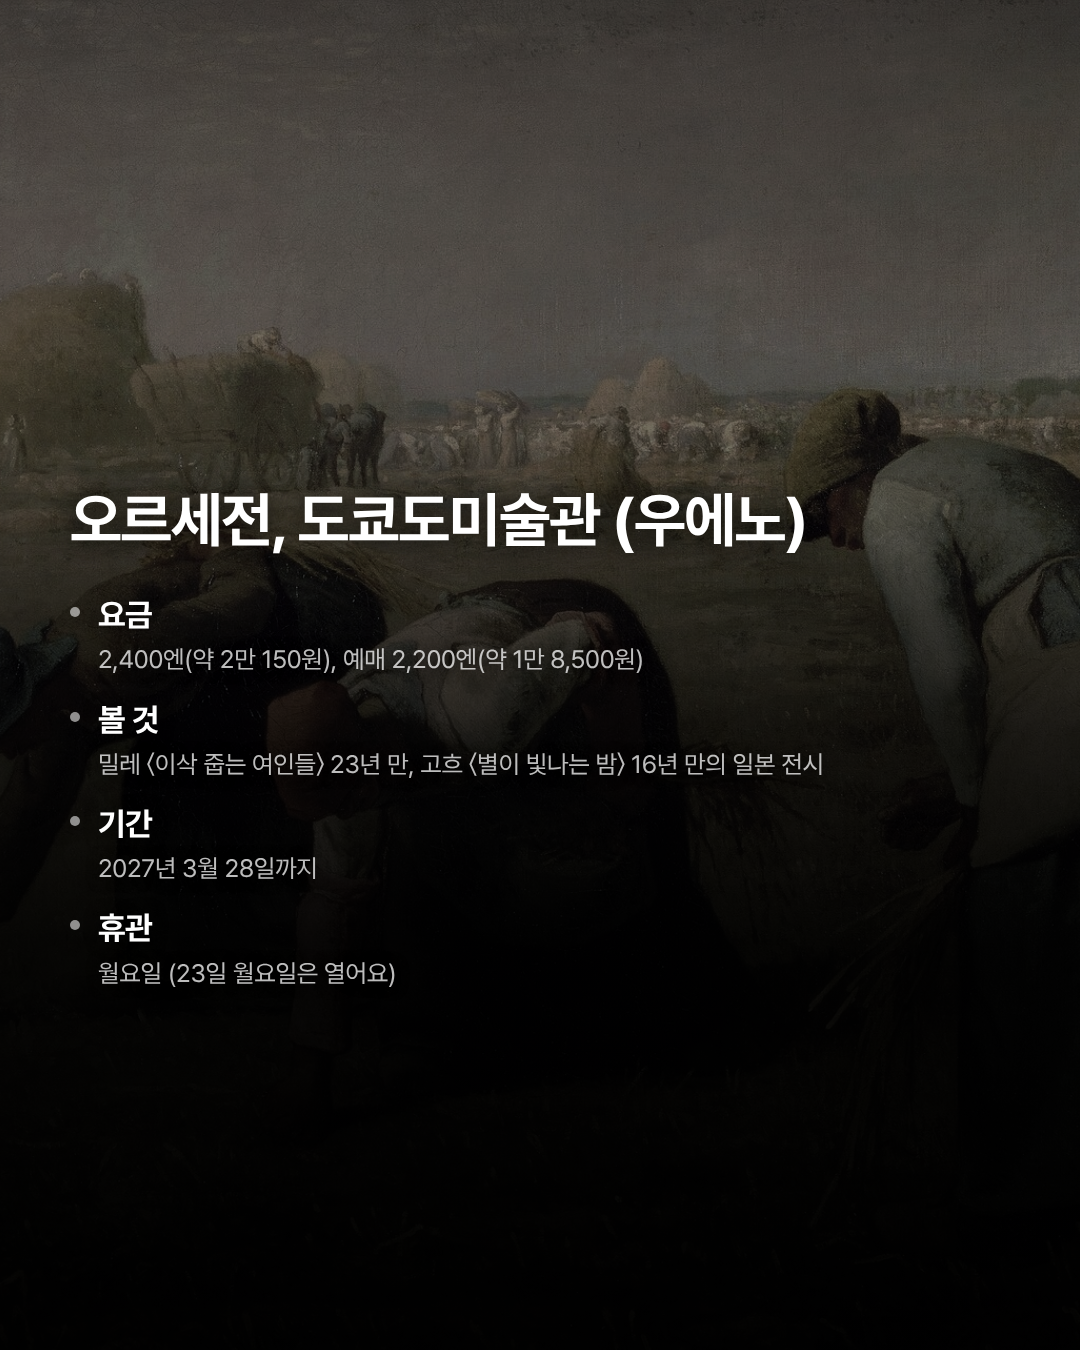 오르세전, 도쿄도미술관 (우에노)
• 요금
2,400엔(약 2만 150원), 예매 2,200엔(약 1만 8,500원)
• 볼 것
밀레 〈이삭 줍는 여인들〉 23년 만, 고흐 〈별이 빛나는 밤〉 16년 만의 일본 전시
• 기간
2027년 3월 28일까지
• 휴관
월요일 (23일 월요일은 열어요)